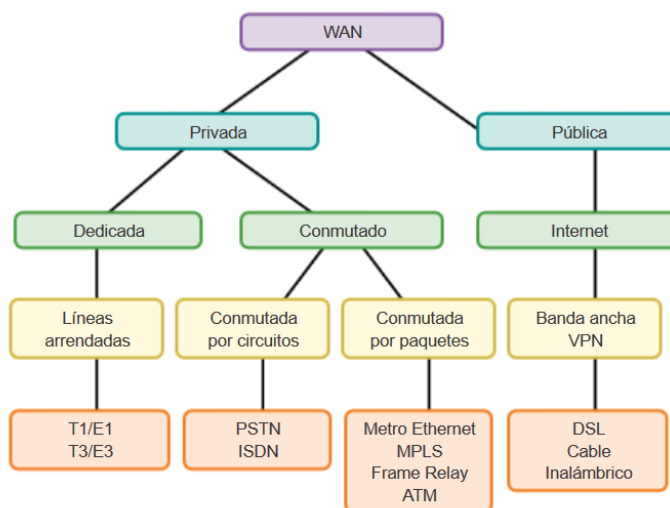 WAN
Privada
Pública
Dedicada
Conmutado
Internet
Líneas
arrendadas
Conmutada
por circuitos
Conmutada
por paquetes
Banda ancha
VPN
T1/E1
T3/E3
PSTN
ISDN
Metro Ethernet
MPLS
Frame Relay
ATM
DSL
Cable
Inalámbrico